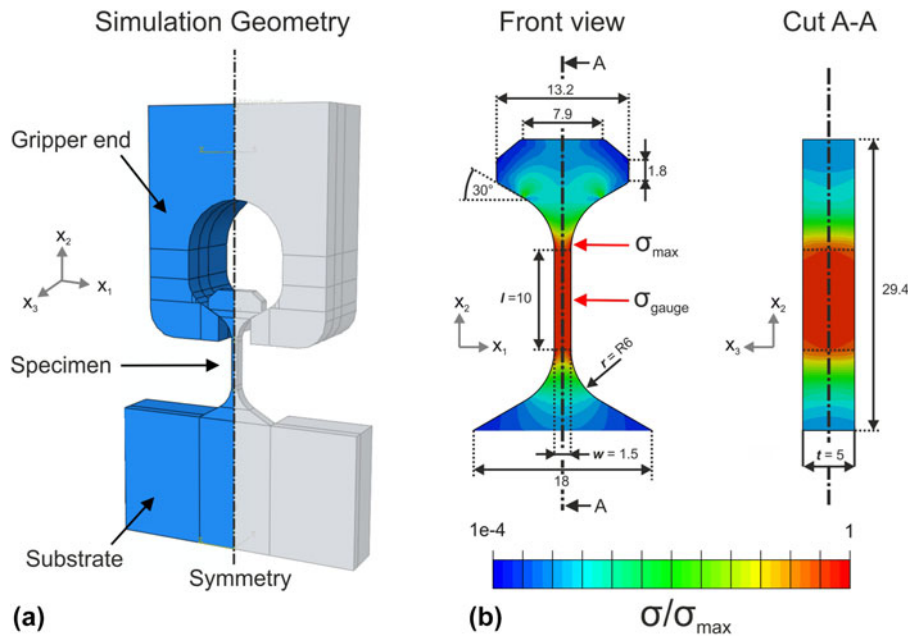 Simulation Geometry
Gripper end
x₂
x₁
x₃
Specimen
Substrate
Symmetry
(a)
Front view
Cut A-A
A
13.2
7.9
1.8
30°
σmax
l=10
σgauge
x₂
x₁
r = R6
w = 1.5
18
A
x₂
x₃
29.4
t = 5
1e-4
1
(b)
σ/σmax